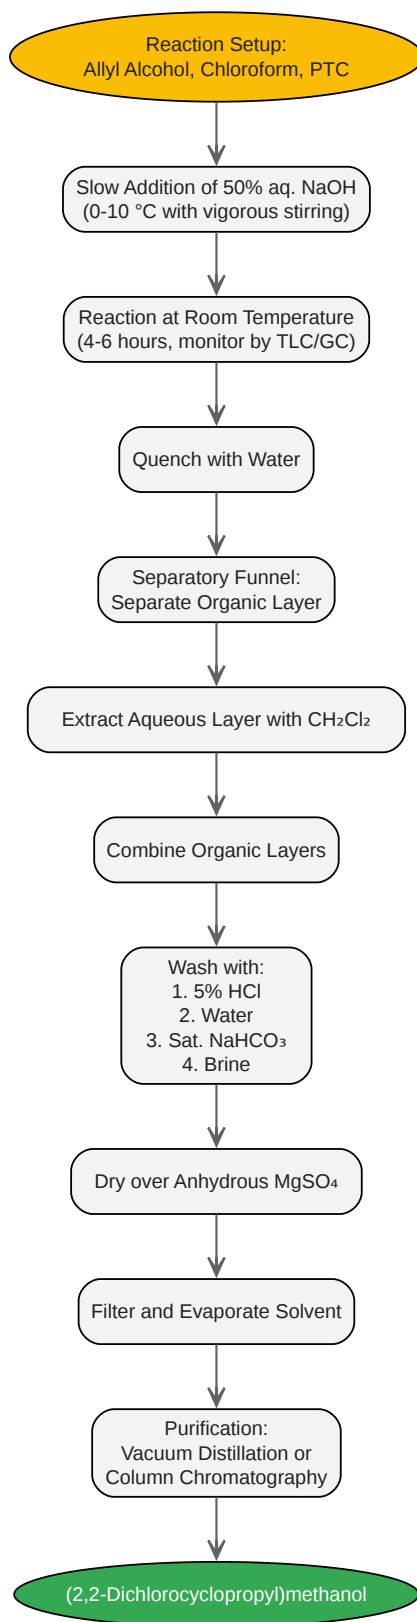 Reaction Setup:
Allyl Alcohol, Chloroform, PTC
Slow Addition of 50% aq. NaOH
(0-10 °C with vigorous stirring)
Reaction at Room Temperature
(4-6 hours, monitor by TLC/GC)
Quench with Water
Separatory Funnel:
Separate Organic Layer
Extract Aqueous Layer with CH₂Cl₂
Combine Organic Layers
Wash with:
1. 5% HCl
2. Water
3. Sat. NaHCO₃
4. Brine
Dry over Anhydrous MgSO₄
Filter and Evaporate Solvent
Purification:
Vacuum Distillation or
Column Chromatography
(2,2-Dichlorocyclopropyl)methanol